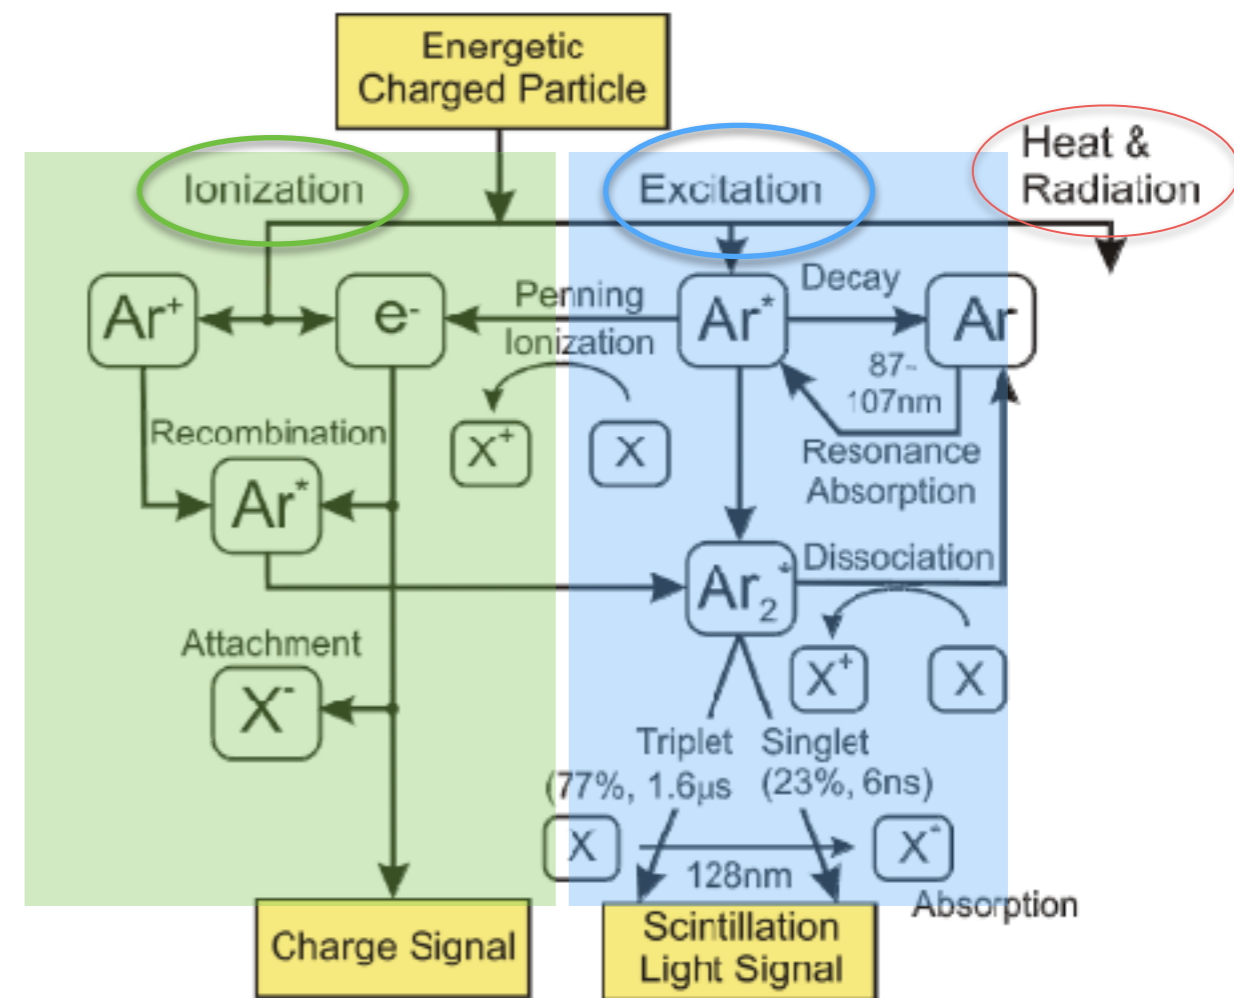 Energetic
Charged Particle
Ionization
Excitation
Heat &
Radiation
Ar+
e-
Penning
Ionization
Ar*
Decay
Ar
87-
107nm
Resonance
Absorption
X+
X
Recombination
Ar*
Ar2*
Dissociation
X+
X
Attachment
X-
Triplet
(77%, 1.6μs
Singlet
(23%, 6ns)
X
128nm
X*
Absorption
Charge Signal
Scintillation
Light Signal